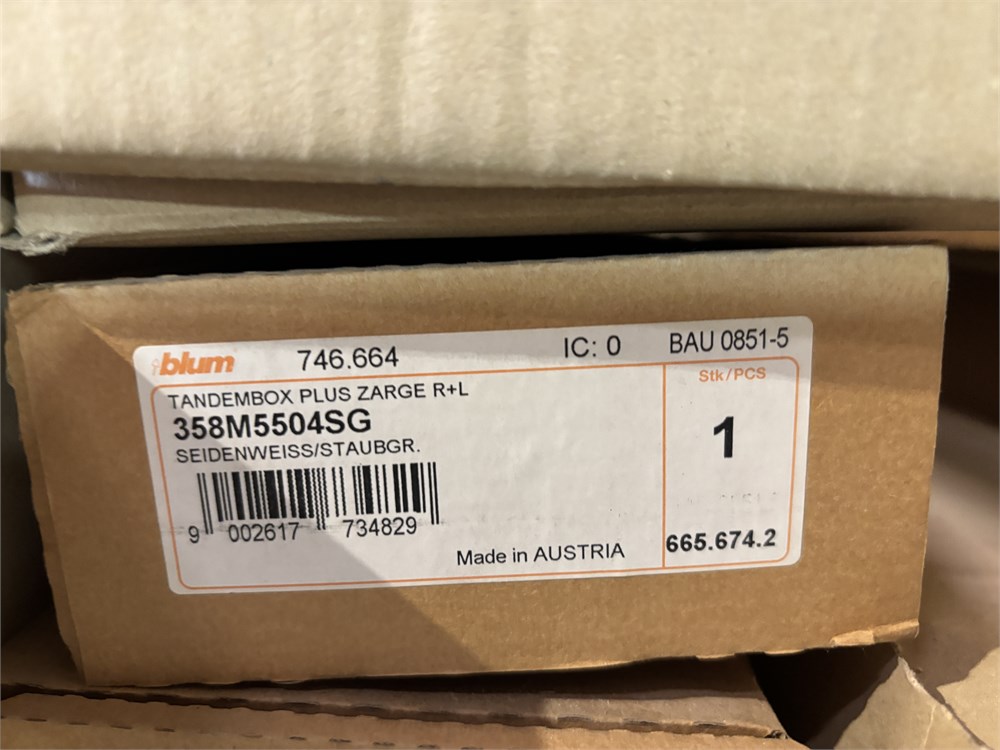 blum 746.664 IC: 0 BAU 0851-5
TANDEMBOX PLUS ZARGE R+L
358M5504SG
SEIDENWEISS/STAUBGR.
9 002617 734829
Made in AUSTRIA
Stk/PCS
1
665.674.2